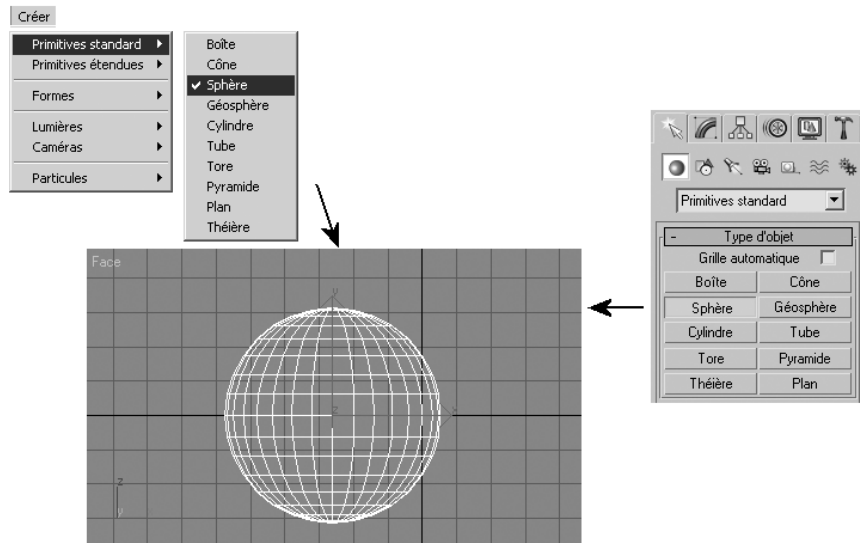 Créer
Primitives standard
Primitives étendues
Formes
Lumières
Caméras
Particules
Boîte
Cône
Sphère
Géosphère
Cylindre
Tube
Tore
Pyramide
Plan
Théière
Primitives standard
- Type d'objet
Grille automatique
Boîte Cône
Sphère Géosphère
Cylindre Tube
Tore Pyramide
Théière Plan
Face
y
z
x
z
y